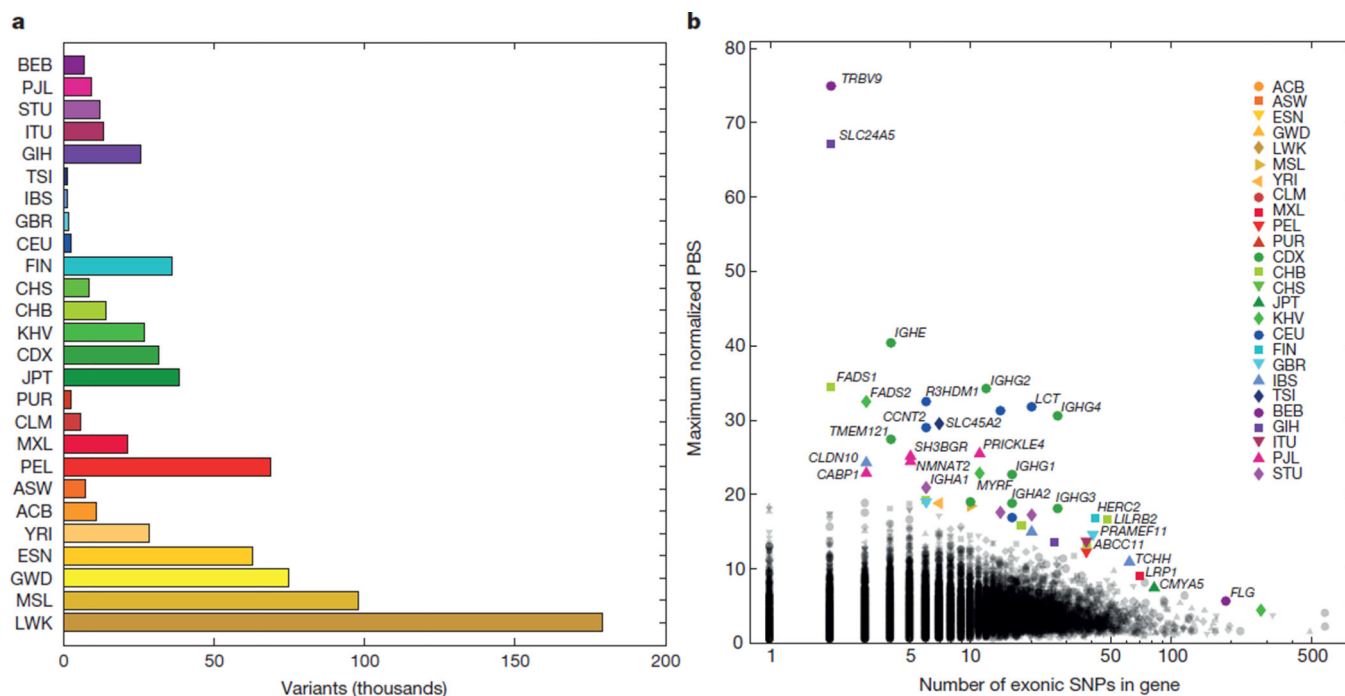 a
BEB
PJL
STU
ITU
GIH
TSI
IBS
GBR
CEU
FIN
CHS
CHB
KHV
CDX
JPT
PUR
CLM
MXL
PEL
ASW
ACB
YRI
ESN
GWD
MSL
LWK
0 50 100 150 200
Variants (thousands)
b
Maximum normalized PBS
80
70
60
50
40
30
20
10
0
TRBV9
SLC24A5
IGHE
FADS1
FADS2
R3HDM1
IGHG2
LCT
IGHG4
CCNT2
SLC45A2
TMEM121
SH3BGR
PRICKLE4
CLDN10
NMNAT2
CABP1
IGHG1
IGHA1
MYRF
IGHA2
IGHG3
HERC2
LILRB2
PRAMEF11
ABCC11
TCHH
LRP1
CMYA5
FLG
ACB
ASW
ESN
GWD
LWK
MSL
YRI
CLM
MXL
PEL
PUR
CDX
CHB
CHS
JPT
KHV
CEU
FIN
GBR
IBS
TSI
BEB
GIH
ITU
PJL
STU
1 5 10 50 100 500
Number of exonic SNPs in gene